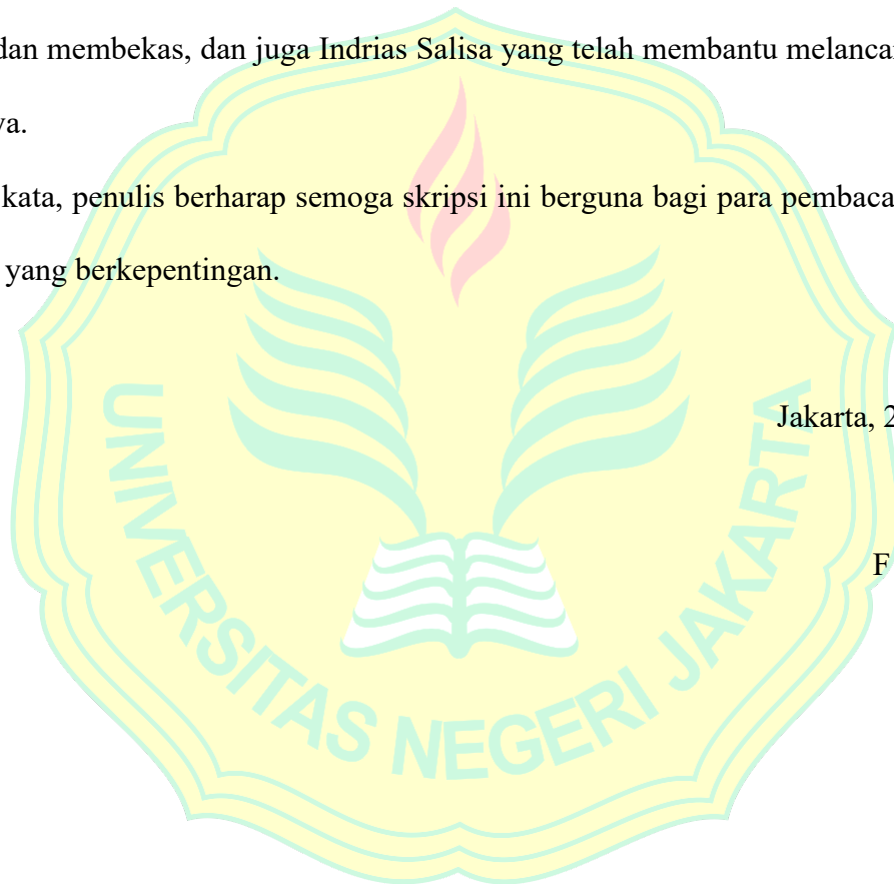 dan membekas, dan juga Indrias Salisa yang telah membantu melancar
ya.
kata, penulis berharap semoga skripsi ini berguna bagi para pembaca
yang berkepentingan.
Jakarta, 2
F
UNIVERSITAS NEGERI JAKARTA